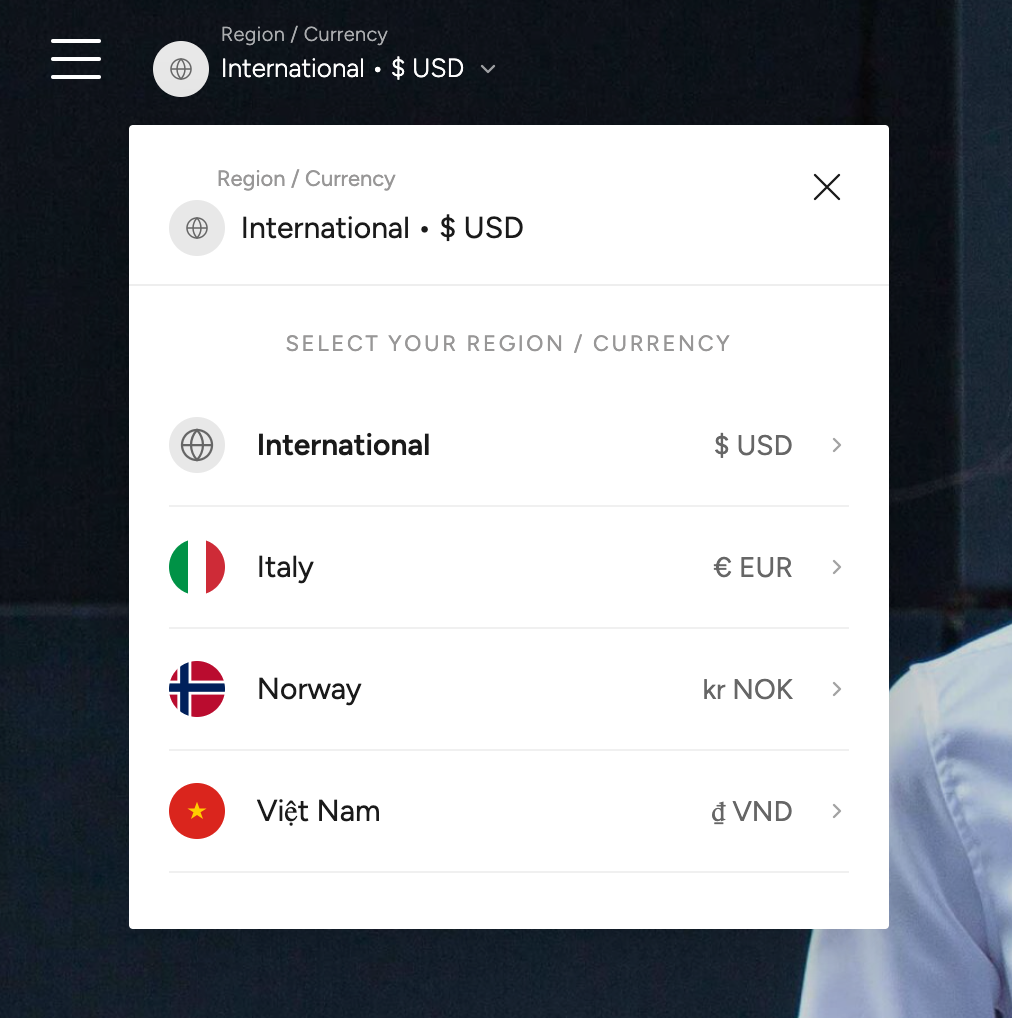 Region / Currency
International • $ USD
Region / Currency
International • $ USD
SELECT YOUR REGION / CURRENCY
International $ USD
Italy € EUR
Norway kr NOK
Việt Nam ₫ VND